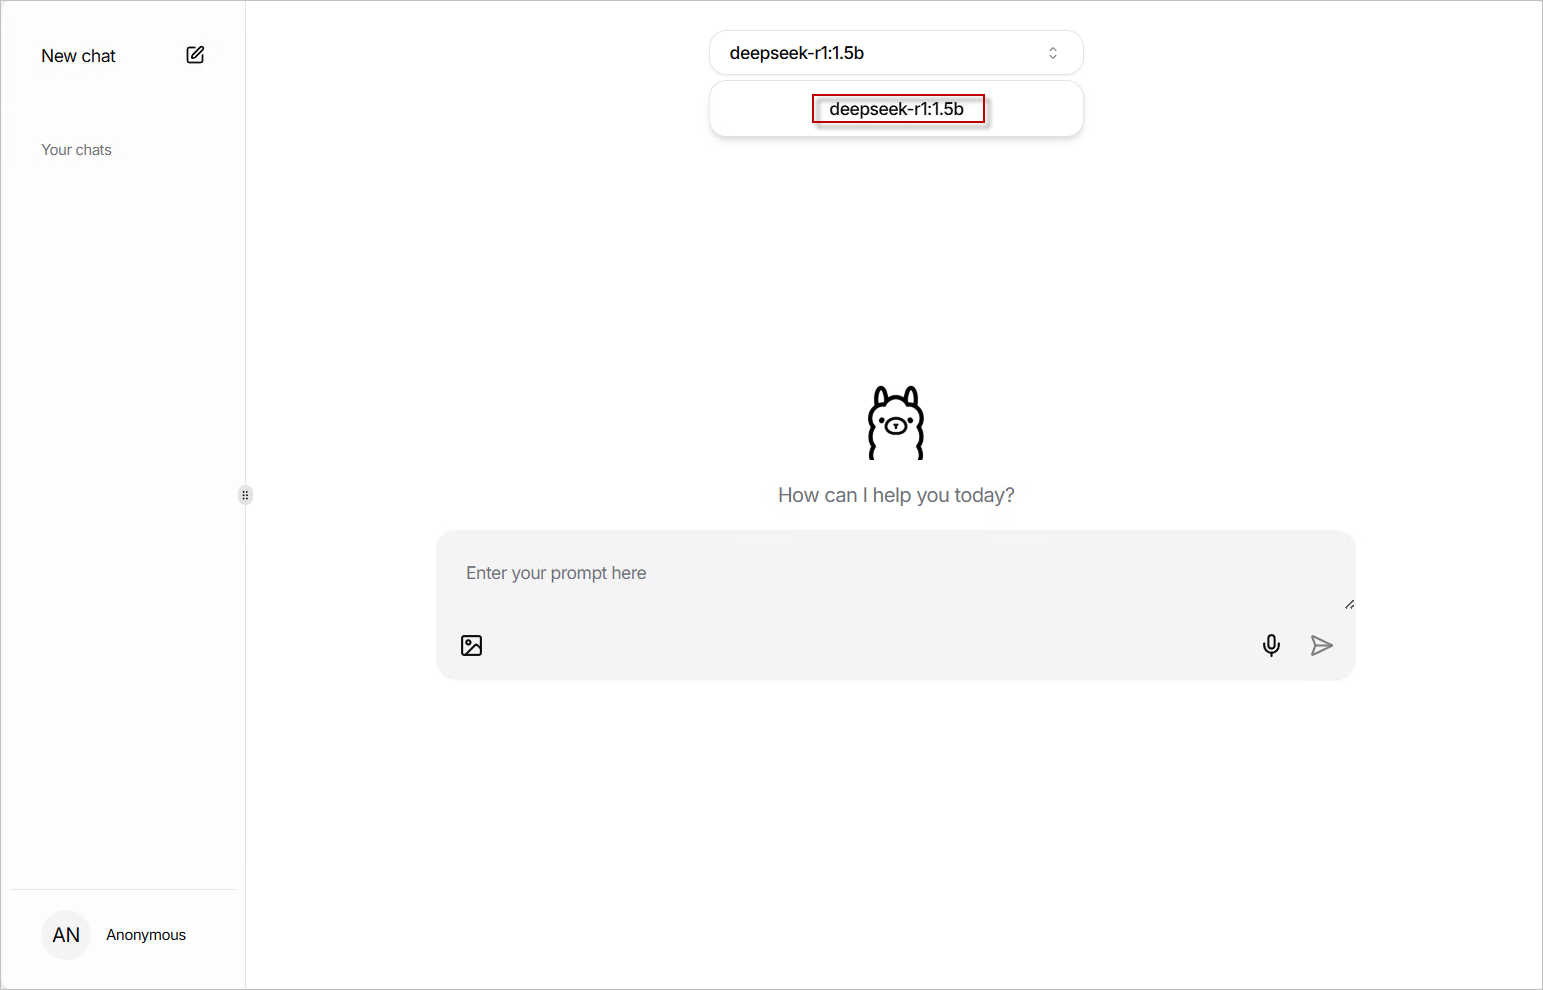 New chat
Your chats
deepseek-r1:1.5b
deepseek-r1:1.5b
How can I help you today?
Enter your prompt here
AN
Anonymous